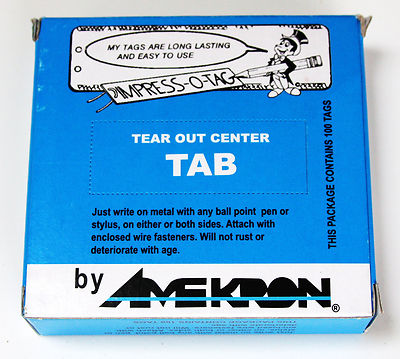 MY TAGS ARE LONG LASTING
AND EASY TO USE
IMPRESS-O-TAG
TEAR OUT CENTER
TAB
Just write on metal with any ball point pen or
stylus, on either or both sides. Attach with
enclosed wire fasteners. Will not rust or
deteriorate with age.
THIS PACKAGE CONTAINS 100 TAGS
by AMEKRON®